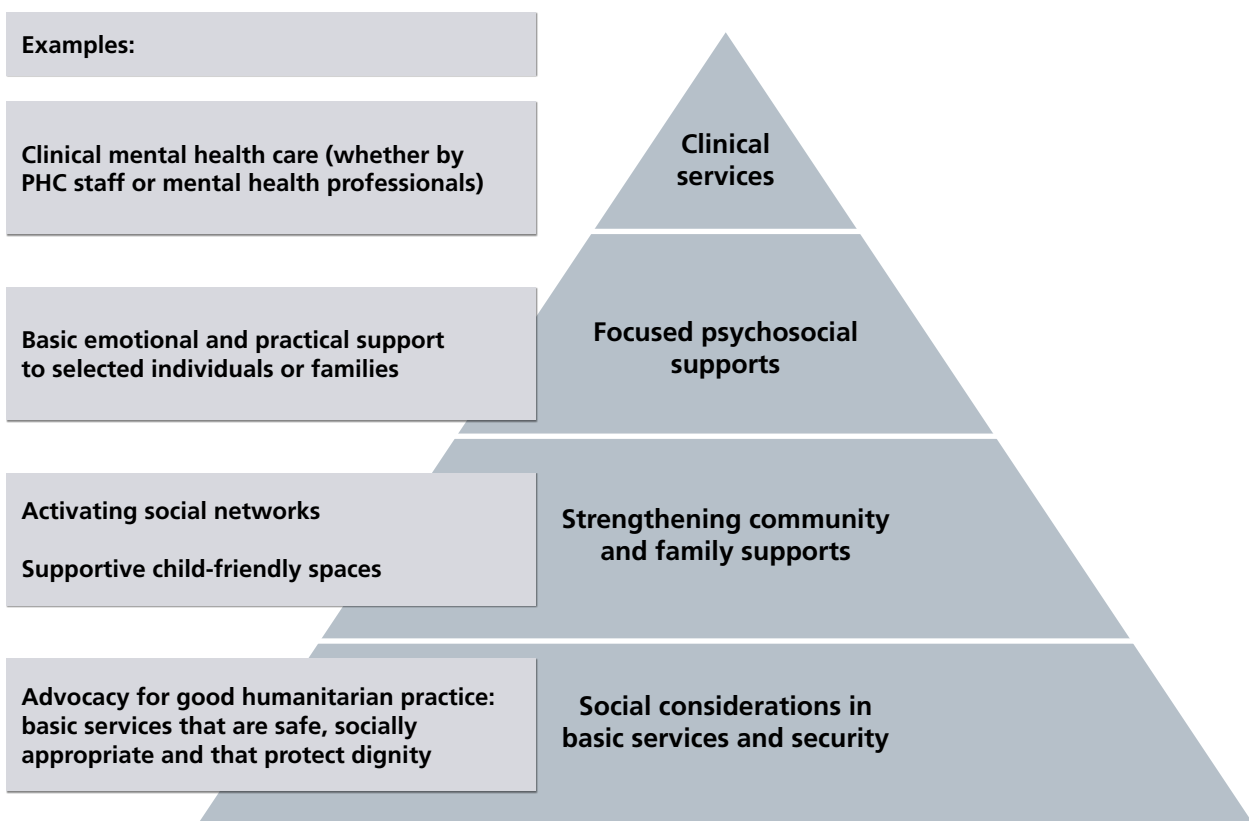 Examples:
Clinical mental health care (whether by
PHC staff or mental health professionals)
Clinical
services
Basic emotional and practical support
to selected individuals or families
Focused psychosocial
supports
Activating social networks
Supportive child-friendly spaces
Strengthening community
and family supports
Advocacy for good humanitarian practice:
basic services that are safe, socially
appropriate and that protect dignity
Social considerations in
basic services and security